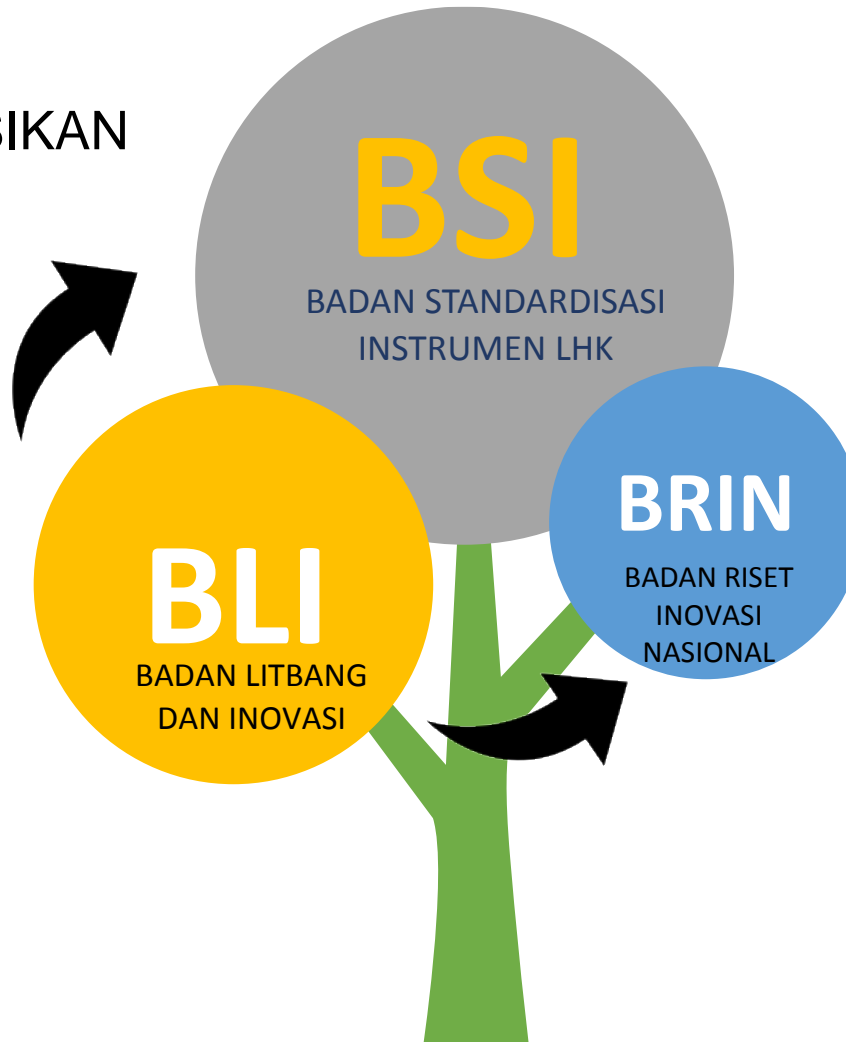 SIKAN
BSI
BADAN STANDARDISASI
INSTRUMEN LHK
BLI
BADAN LITBANG
DAN INOVASI
BRIN
BADAN RISET
INOVASI
NASIONAL